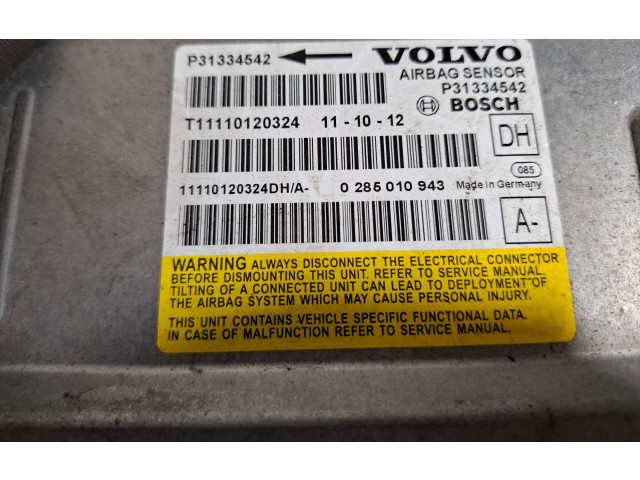 P31334542 VOLVO
AIRBAG SENSOR
P31334542
BOSCH
T11110120324 11 - 10 - 12
DH
085
11110120324DH/A- 0 285 010 943 Made in Germany
A-
WARNING ALWAYS DISCONNECT THE ELECTRICAL CONNECTOR
BEFORE DISMOUNTING THIS UNIT. REFER TO SERVICE MANUAL.
TILTING OF A CONNECTED UNIT CAN LEAD TO DEPLOYMENT OF
THE AIRBAG SYSTEM WHICH MAY CAUSE PERSONAL INJURY.
THIS UNIT CONTAINS VEHICLE SPECIFIC FUNCTIONAL DATA.
IN CASE OF MALFUNCTION REFER TO SERVICE MANUAL.